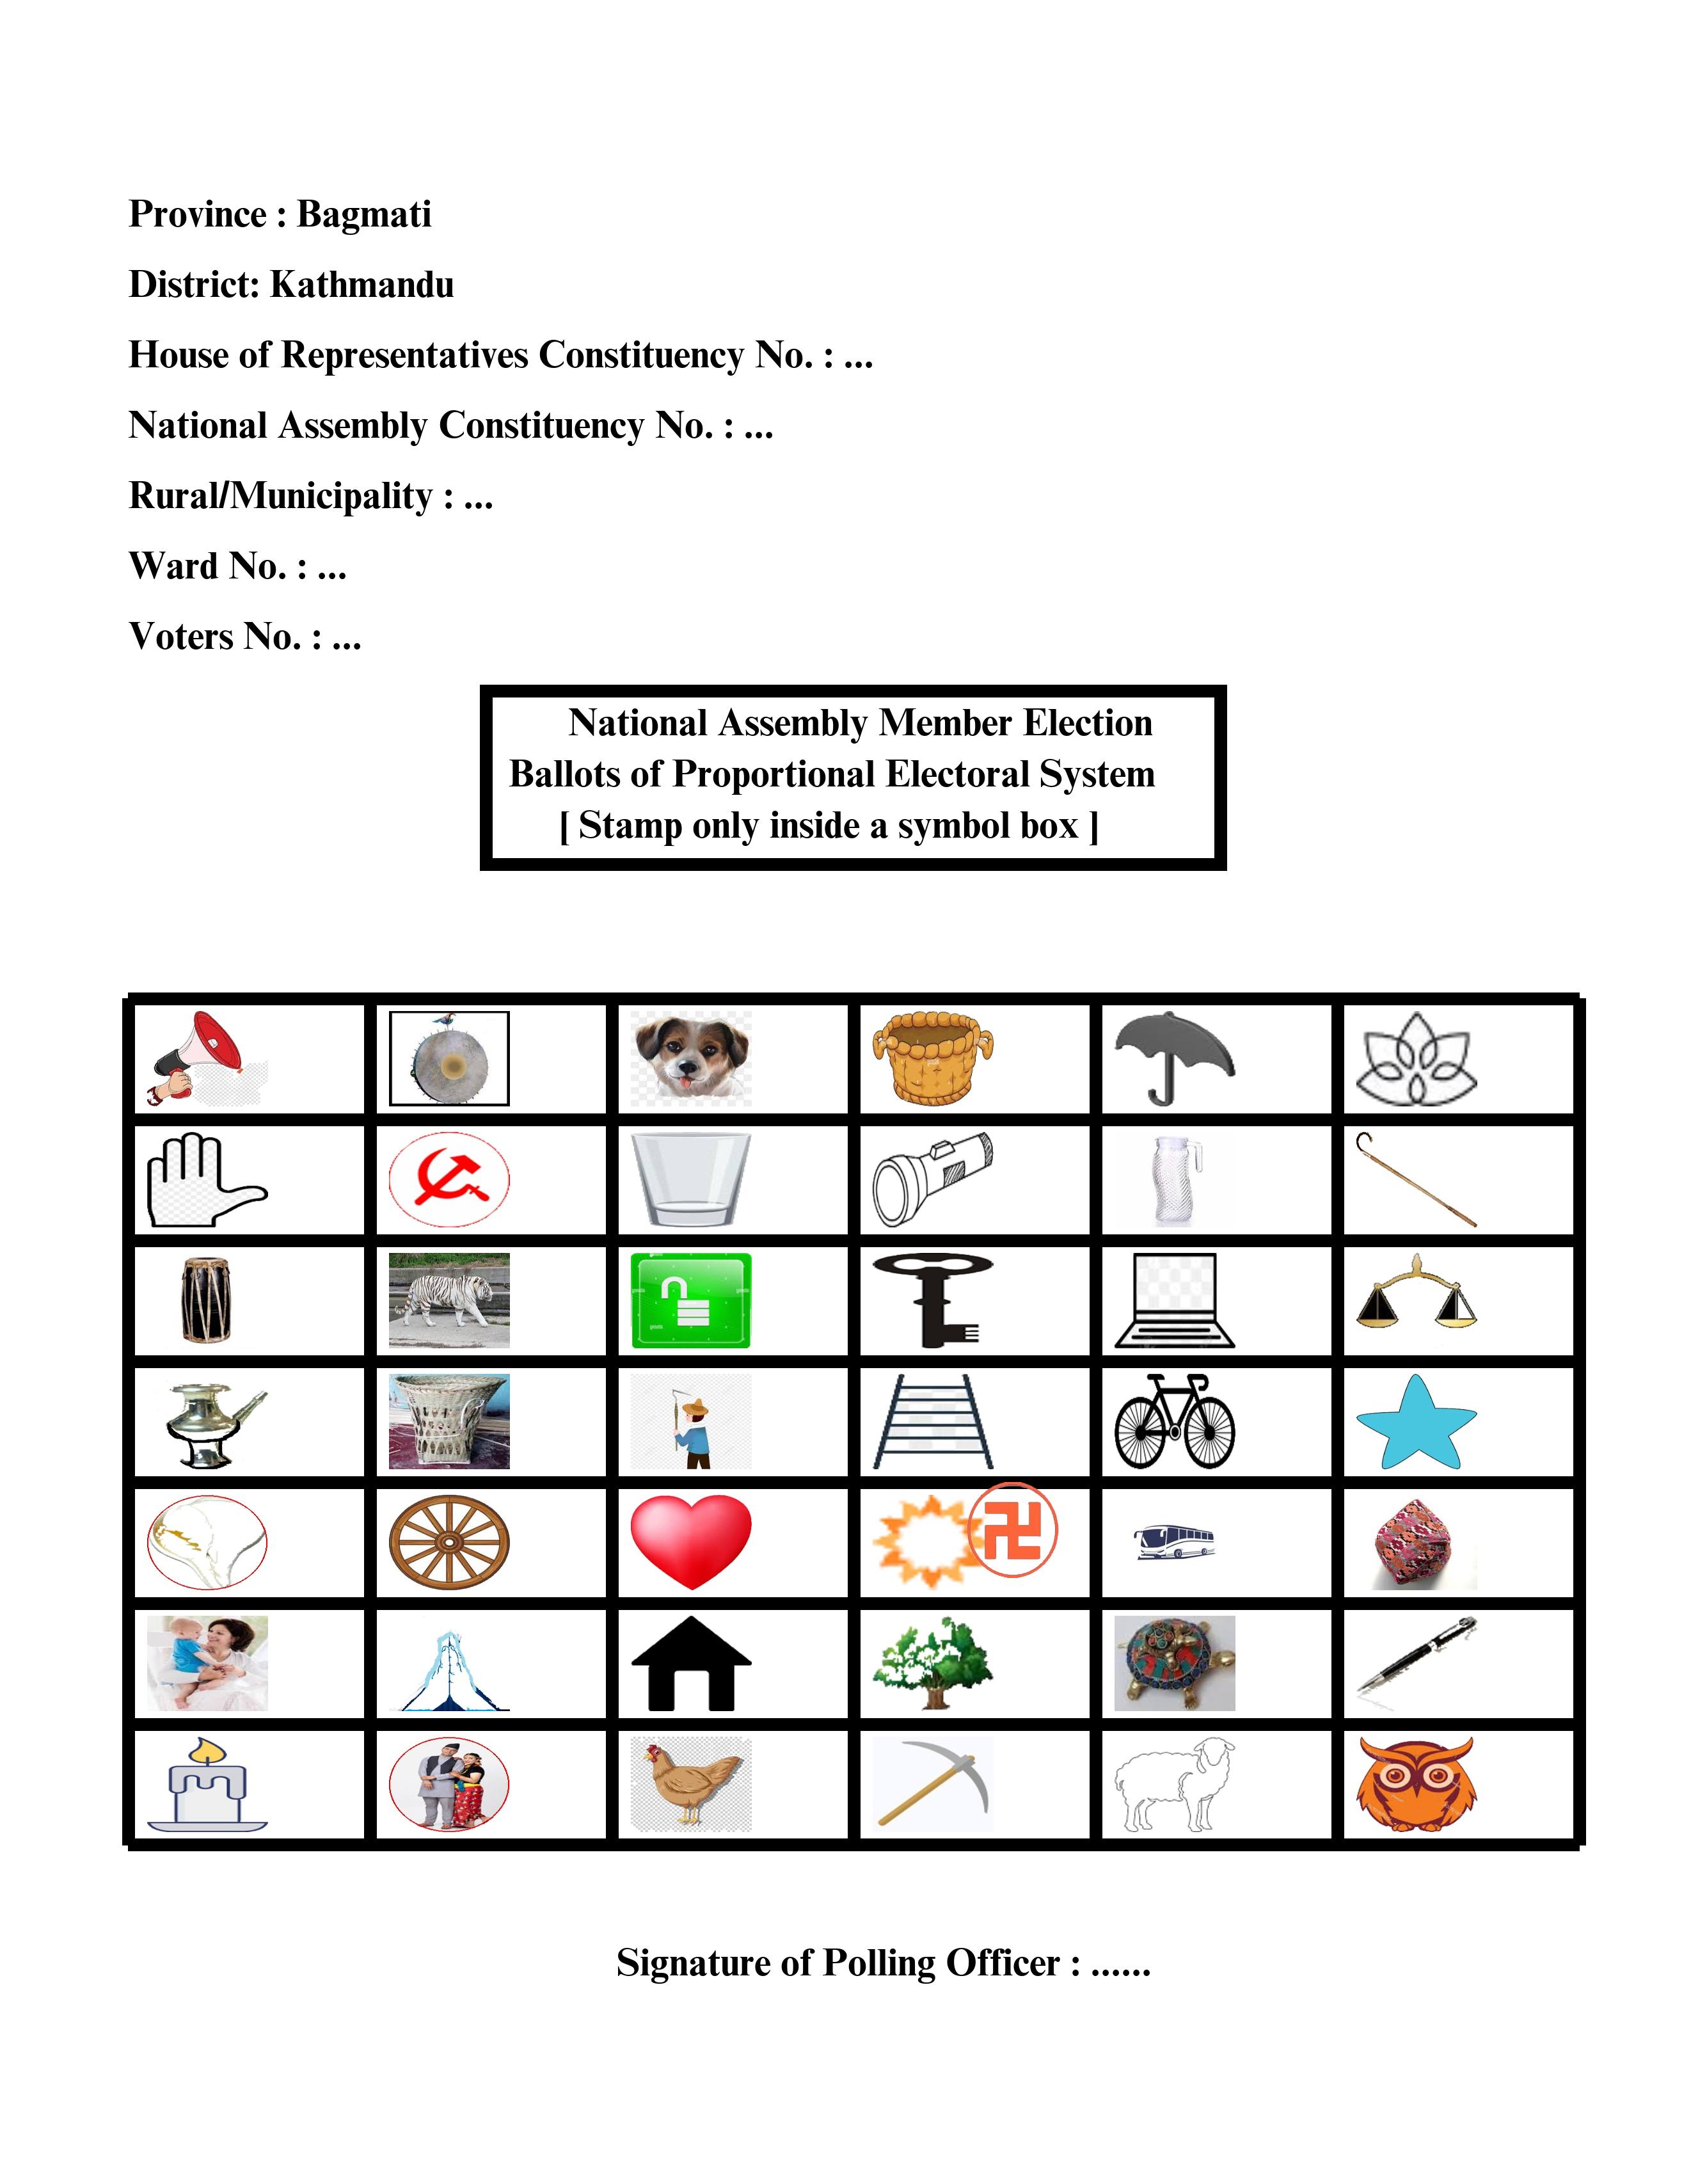 Province : Bagmati
District: Kathmandu
House of Representatives Constituency No. : ...
National Assembly Constituency No. : ...
Rural/Municipality : ...
Ward No. : ...
Voters No. : ...
National Assembly Member Election
Ballots of Proportional Electoral System
[ Stamp only inside a symbol box ]
Signature of Polling Officer : ......